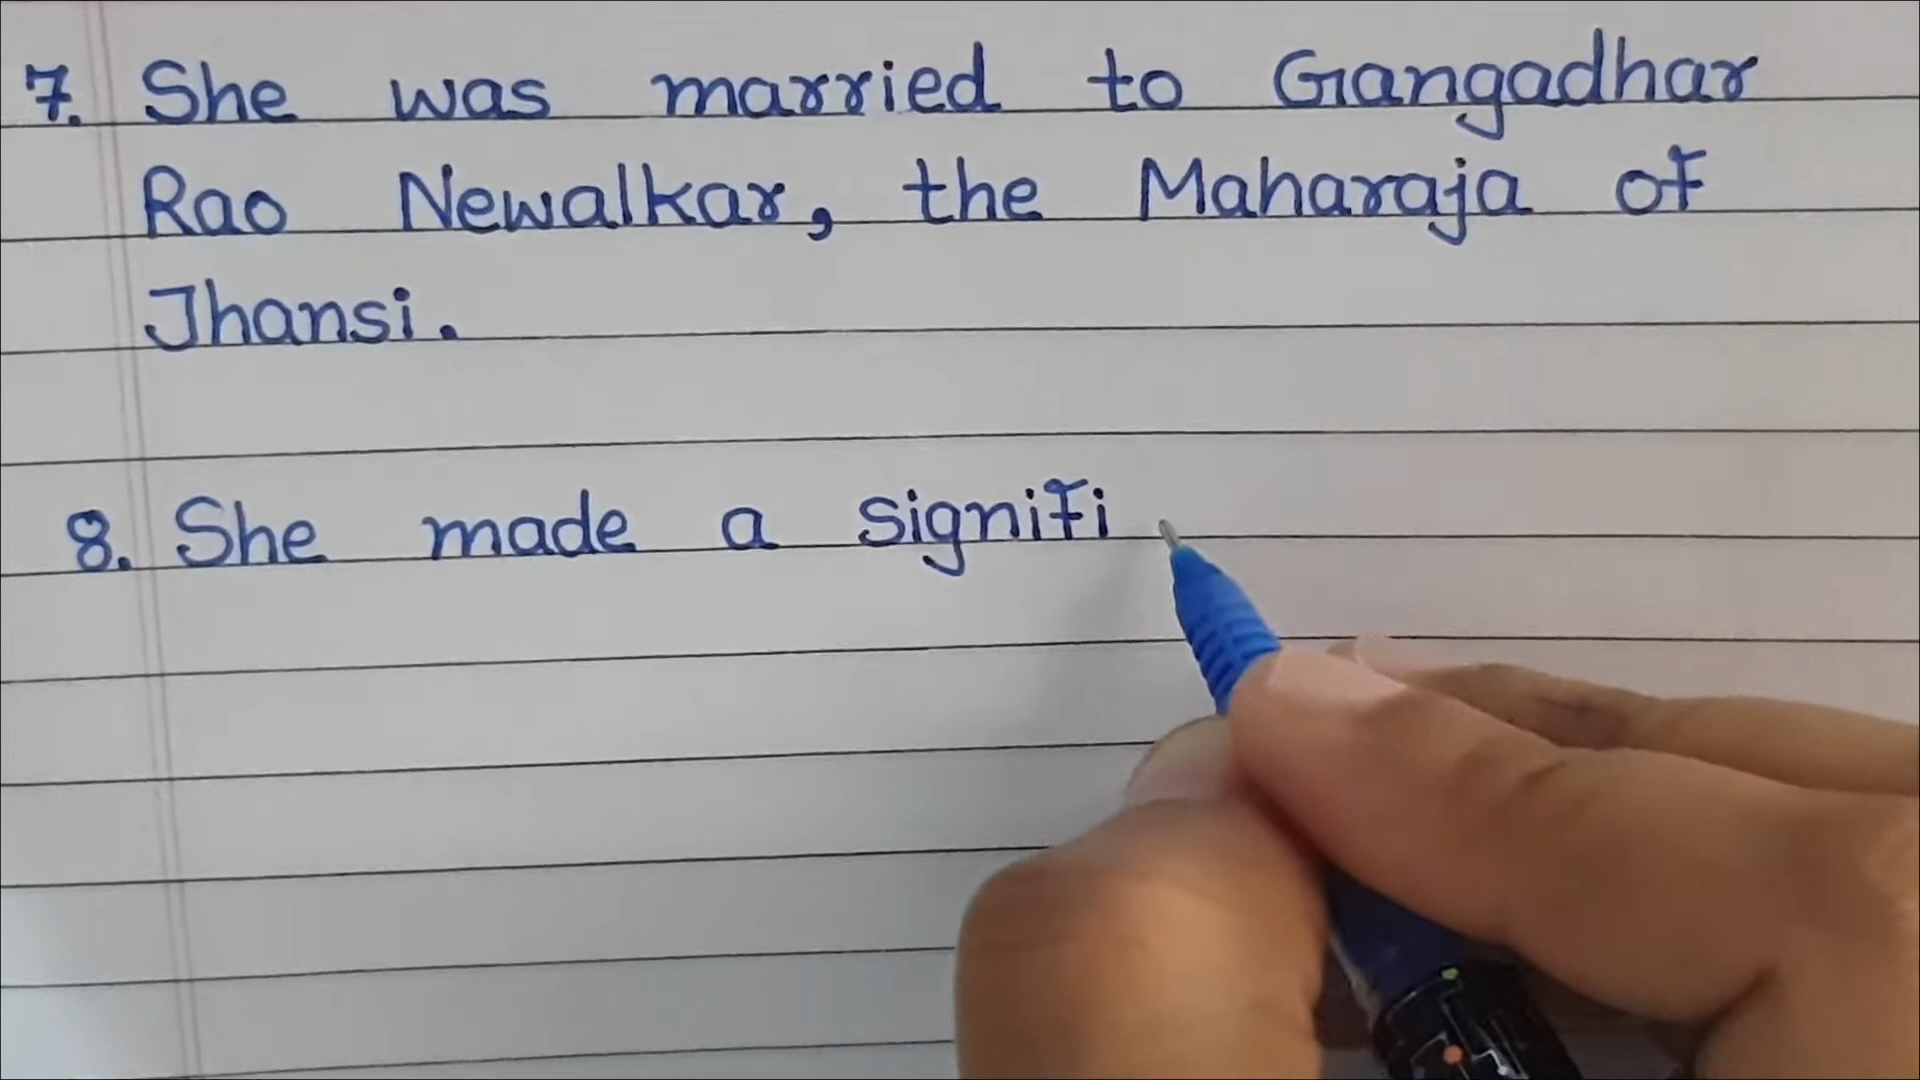 7. She was married to Gangadhar
Rao Newalkar, the Maharaja of
Jhansi.
8. She made a signifi